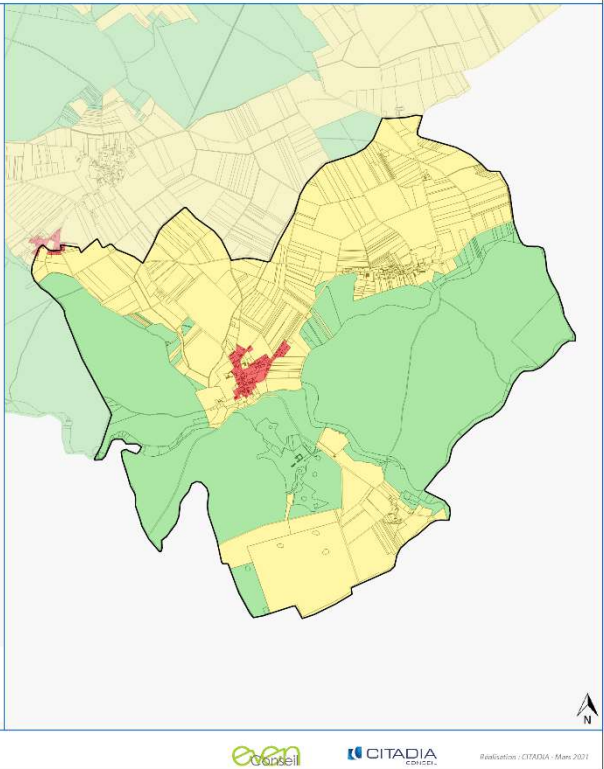 N
even
Conseil
CITADIA
CONSEIL
Réalisation : CITADIA - Mars 2021